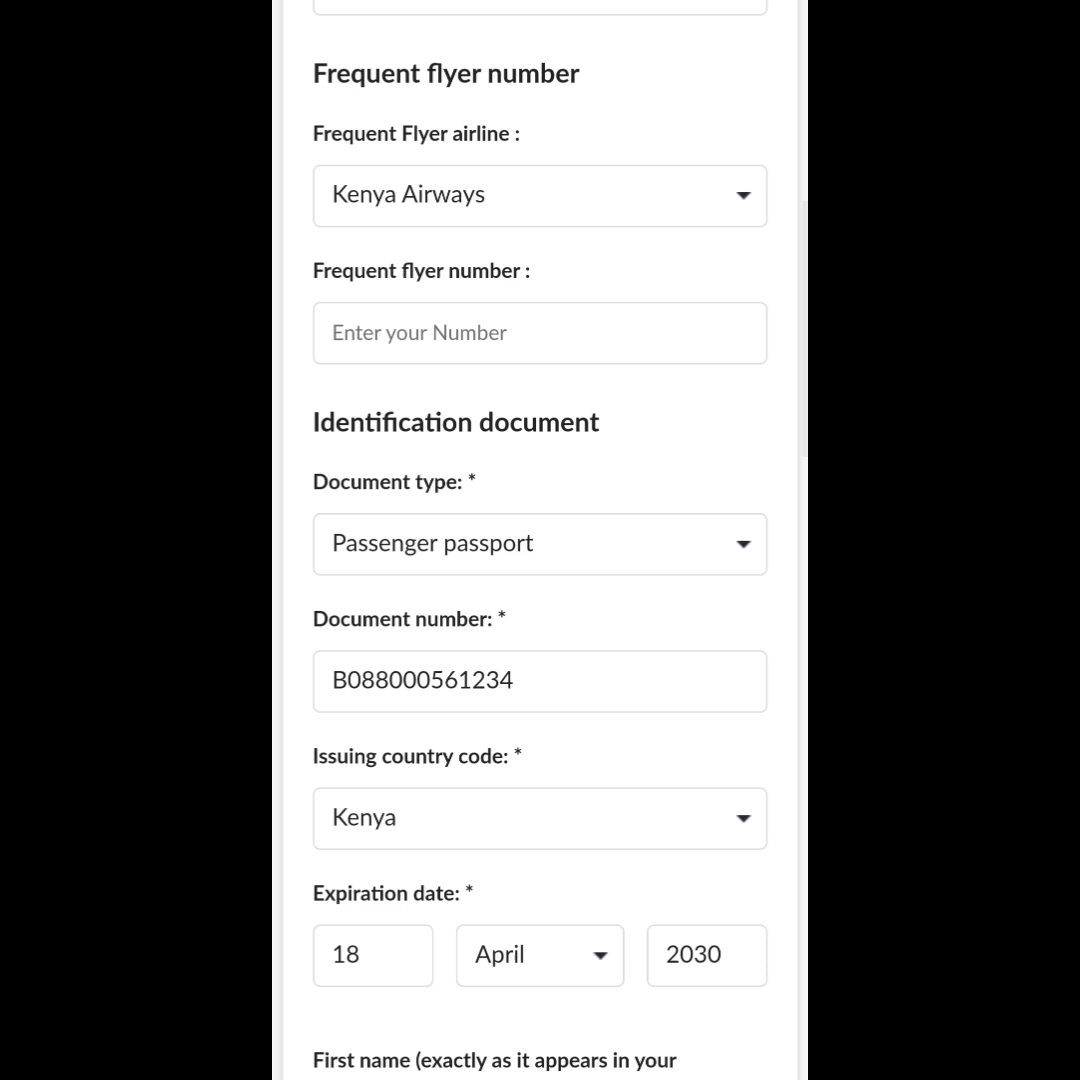 Frequent flyer number
Frequent Flyer airline :
Kenya Airways
Frequent flyer number :
Enter your Number
Identification document
Document type: *
Passenger passport
Document number: *
B088000561234
Issuing country code: *
Kenya
Expiration date: *
18 April 2030
First name (exactly as it appears in your